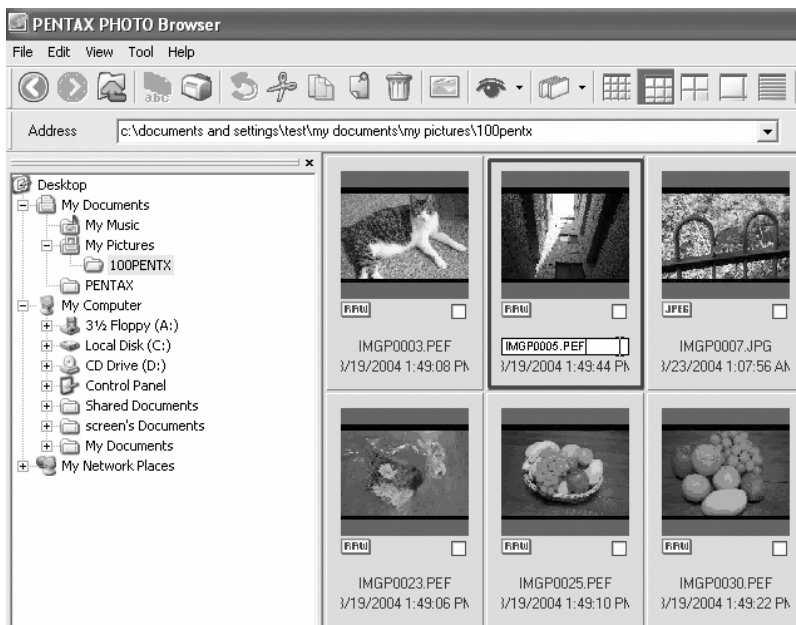 PENTAX PHOTO Browser
File Edit View Tool Help
abc
Address c:\documents and settings\test\my documents\my pictures\100pentx
x
Desktop
My Documents
My Music
My Pictures
100PENTX
PENTAX
My Computer
3½ Floppy (A:)
Local Disk (C:)
CD Drive (D:)
Control Panel
Shared Documents
screen's Documents
My Documents
My Network Places
RAW RAW JPEG
IMGP0003.PEF IMGP0005.PEF IMGP0007.JPG
3/19/2004 1:49:08 PM 3/19/2004 1:49:44 PM 3/23/2004 1:07:56 AM
RAW RAW RAW
IMGP0023.PEF IMGP0025.PEF IMGP0030.PEF
3/19/2004 1:49:06 PM 3/19/2004 1:49:10 PM 3/19/2004 1:49:22 PM